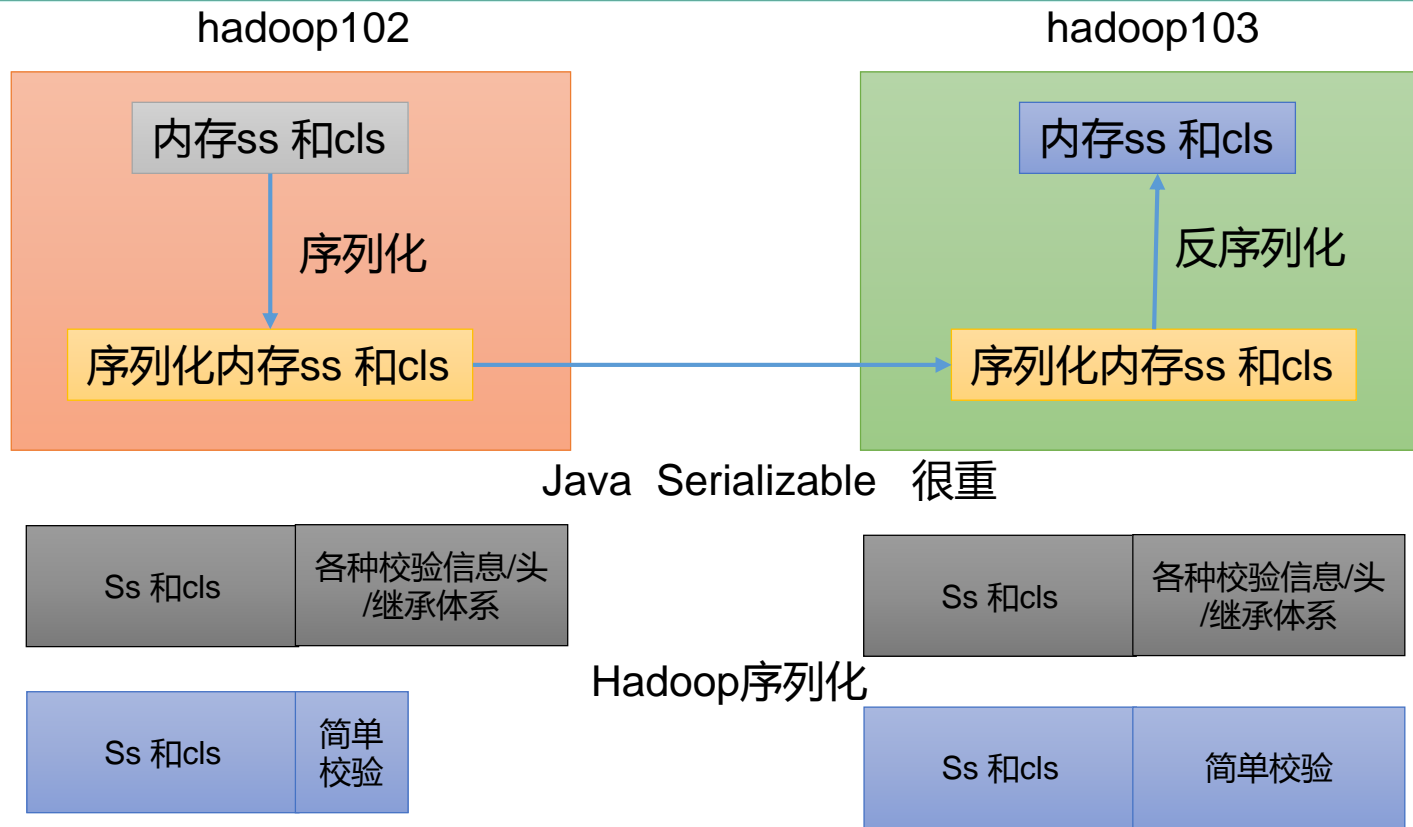 hadoop102
hadoop103
内存ss 和cls
内存ss 和cls
序列化
反序列化
序列化内存ss 和cls
序列化内存ss 和cls
Java Serializable 很重
Ss 和cls
各种校验信息/头
/继承体系
Ss 和cls
各种校验信息/头
/继承体系
Hadoop序列化
Ss 和cls
简单
校验
Ss 和cls
简单校验